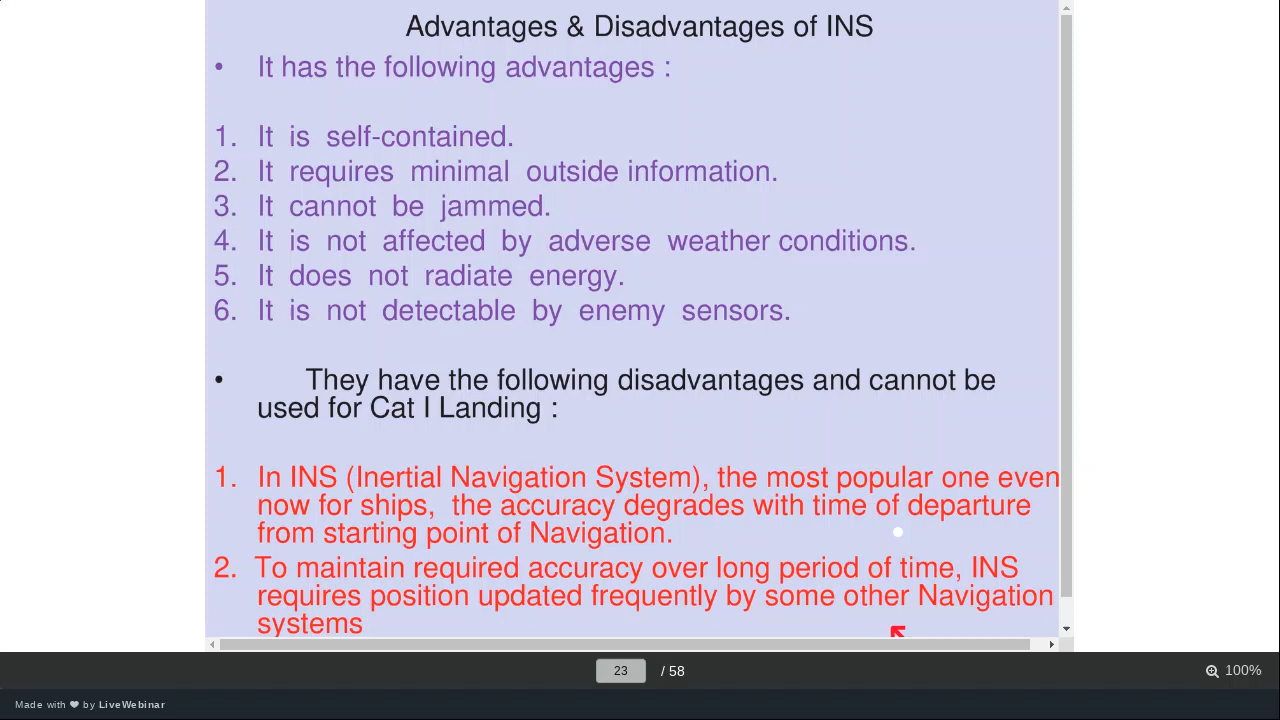 Advantages & Disadvantages of INS
• It has the following advantages :
1. It is self-contained.
2. It requires minimal outside information.
3. It cannot be jammed.
4. It is not affected by adverse weather conditions.
5. It does not radiate energy.
6. It is not detectable by enemy sensors.
• They have the following disadvantages and cannot be
used for Cat I Landing :
1. In INS (Inertial Navigation System), the most popular one even
now for ships, the accuracy degrades with time of departure
from starting point of Navigation.
2. To maintain required accuracy over long period of time, INS
requires position updated frequently by some other Navigation
systems
23 / 58
100%
Made with ❤ by LiveWebinar